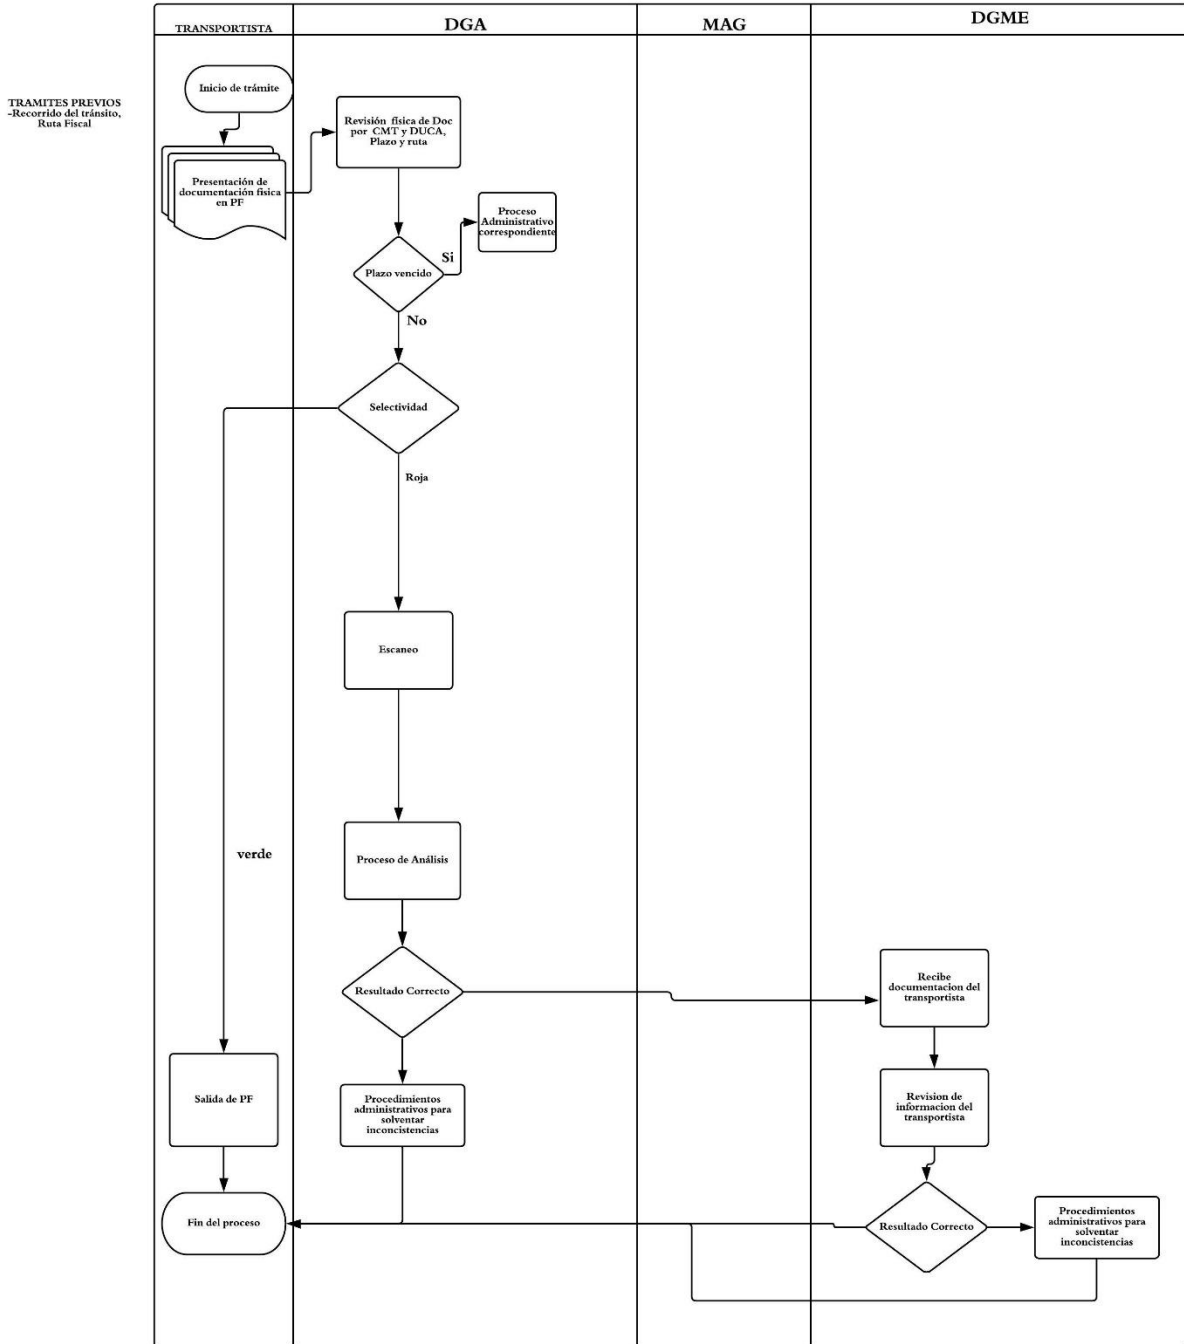 TRANSPORTISTA
DGA
MAG
DGME
TRAMITES PREVIOS
-Recorrido del tránsito,
Ruta Fiscal
Inicio de trámite
Presentación de
documentación física
en PF
Revisión física de Doc
por CMT y DUCA,
Plazo y ruta
Proceso
Administrativo
correspondiente
Plazo vencido
Si
No
Selectividad
Roja
Escaneo
verde
Proceso de Análisis
Resultado Correcto
Recibe
documentacion del
transportista
Salida de PF
Procedimientos
administrativos para
solventar
inconcistencias
Revision de
informacion del
transportista
Fin del proceso
Resultado Correcto
Procedimientos
administrativos para
solventar
inconcistencias